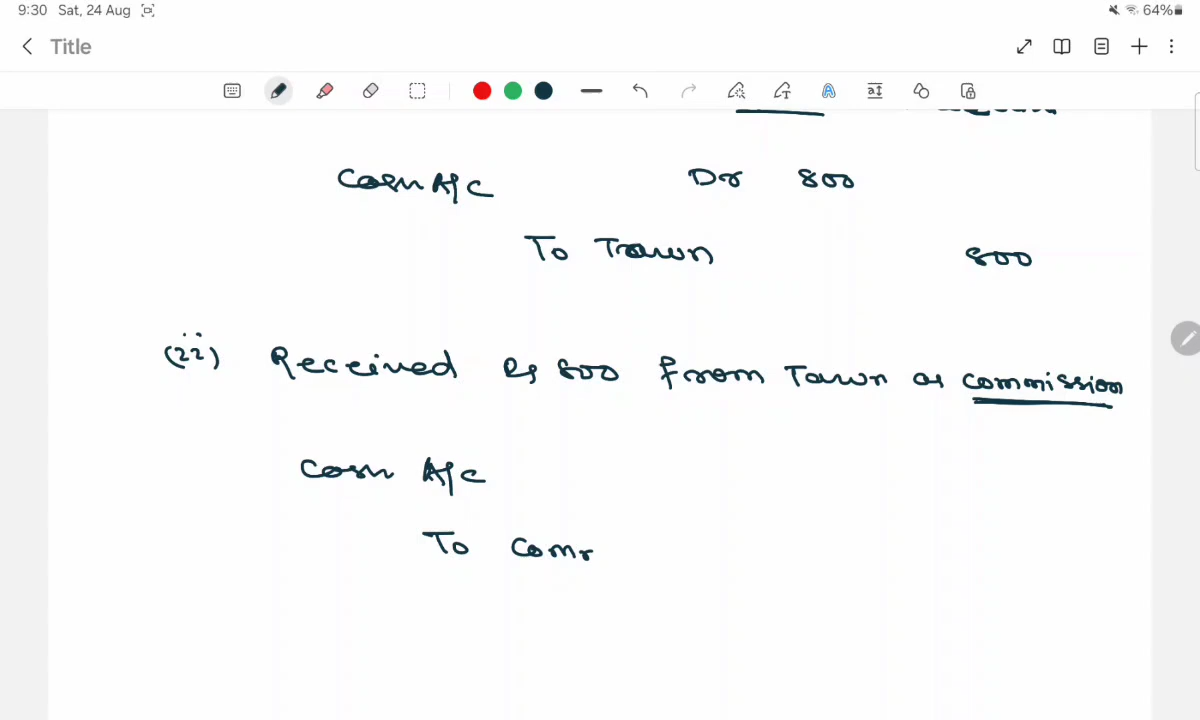 9:30 Sat, 24 Aug 64%
Title
Cash A/C Dr 800
To Tarun 800
(ii) Received Rs 800 from Tarun as commission
Cash A/C
To Comm